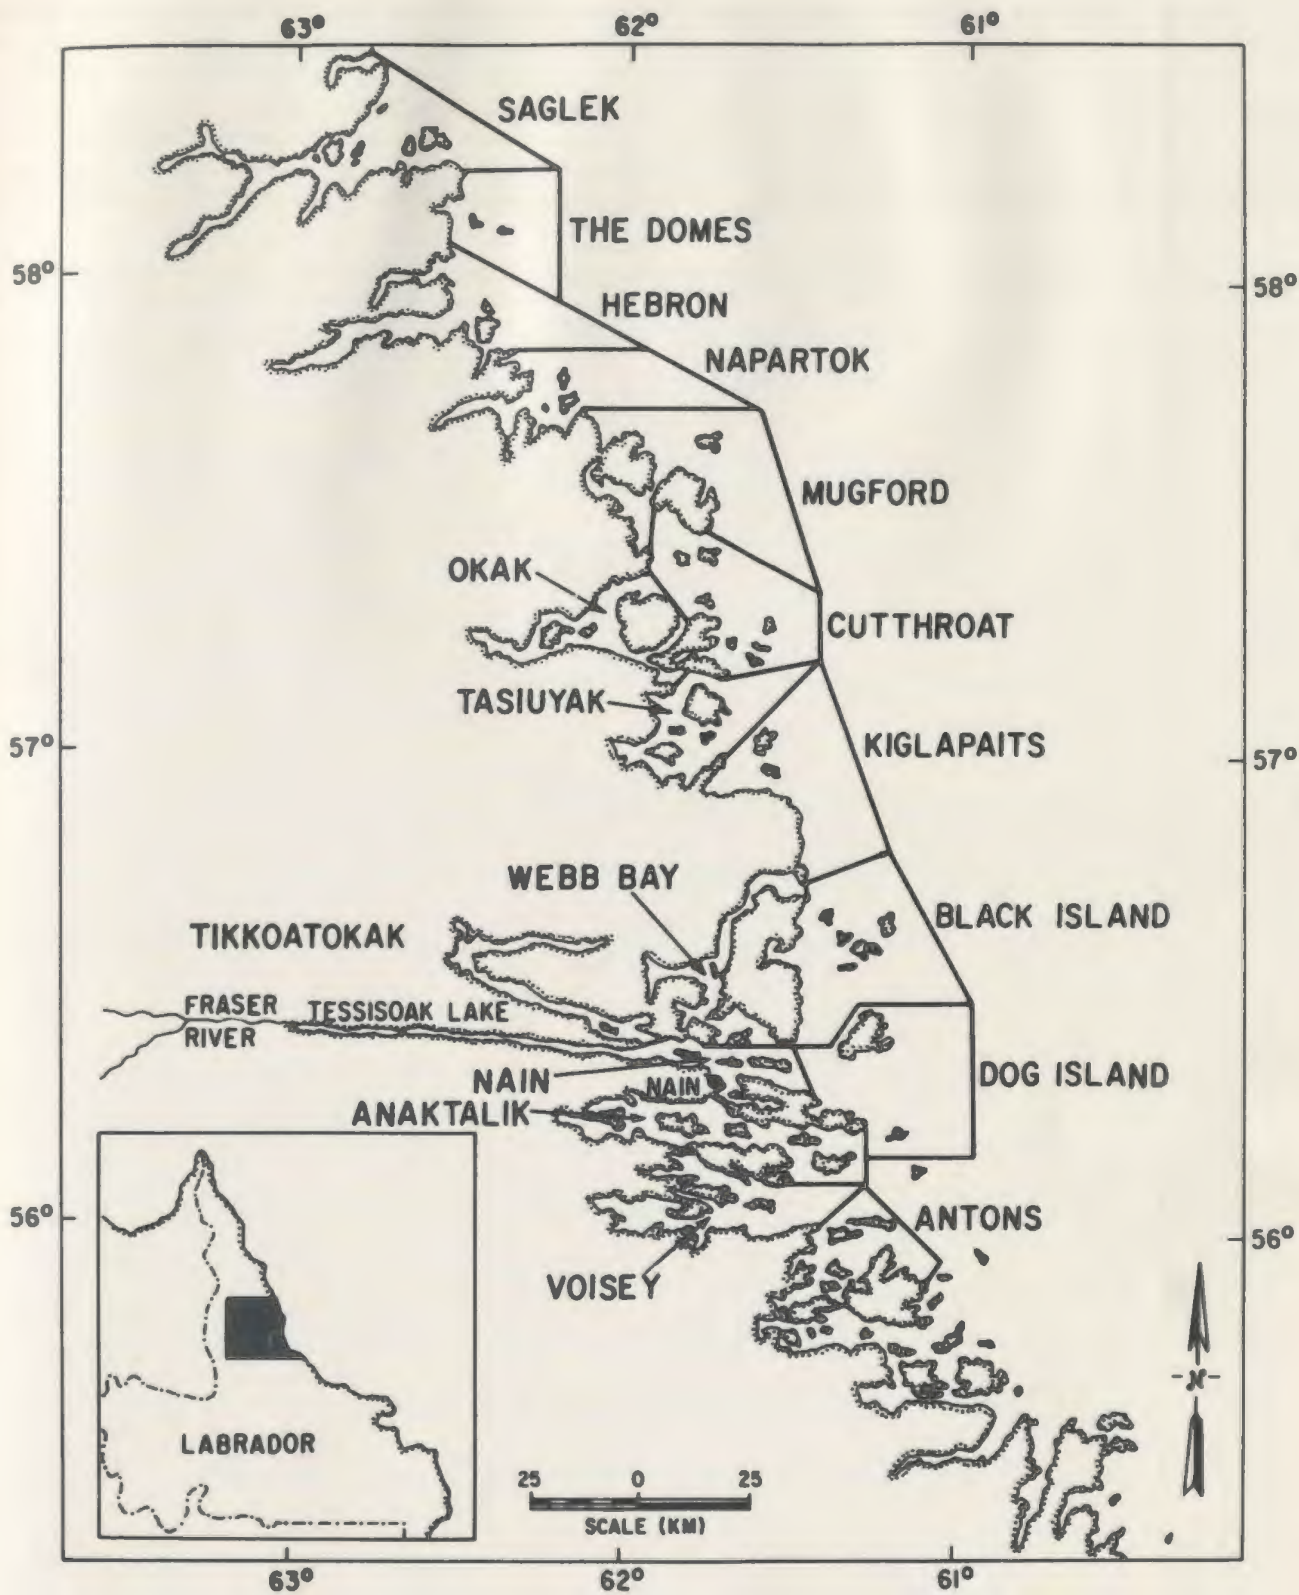 63° 62° 61°
SAGLEK
THE DOMES
58° 58°
HEBRON
NAPARTOK
MUGFORD
OKAK
CUTTHROAT
TASIUYAK
57° KIGLAPAITS 57°
WEBB BAY
BLACK ISLAND
TIKKOATOKAK
FRASER
RIVER
TESSISOAK LAKE
NAIN
NAIN
DOG ISLAND
ANAKTALIK
56° ANTONS 56°
VOISEY
N
LABRADOR
25 0 25
SCALE (KM)
63° 62° 61°